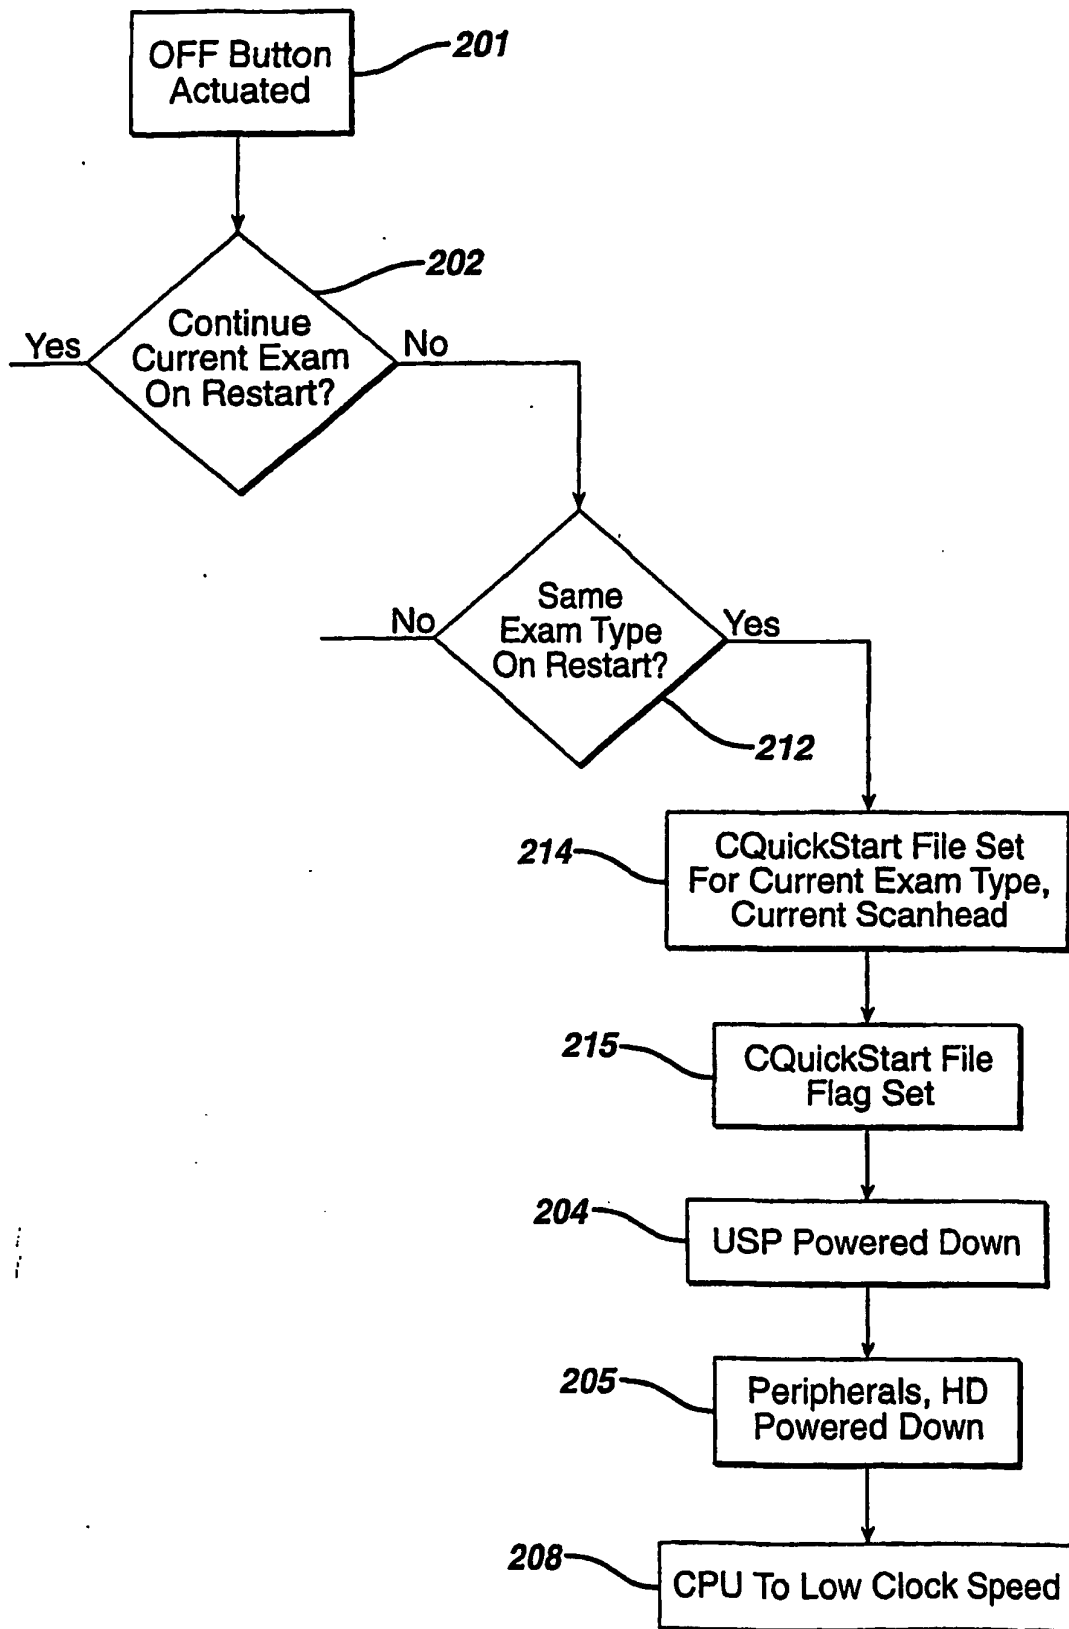 OFF Button
Actuated
201
202
Continue
Current Exam
On Restart?
Yes
No
Same
Exam Type
On Restart?
No
Yes
212
214
CQuickStart File Set
For Current Exam Type,
Current Scanhead
215
CQuickStart File
Flag Set
204
USP Powered Down
205
Peripherals, HD
Powered Down
208
CPU To Low Clock Speed